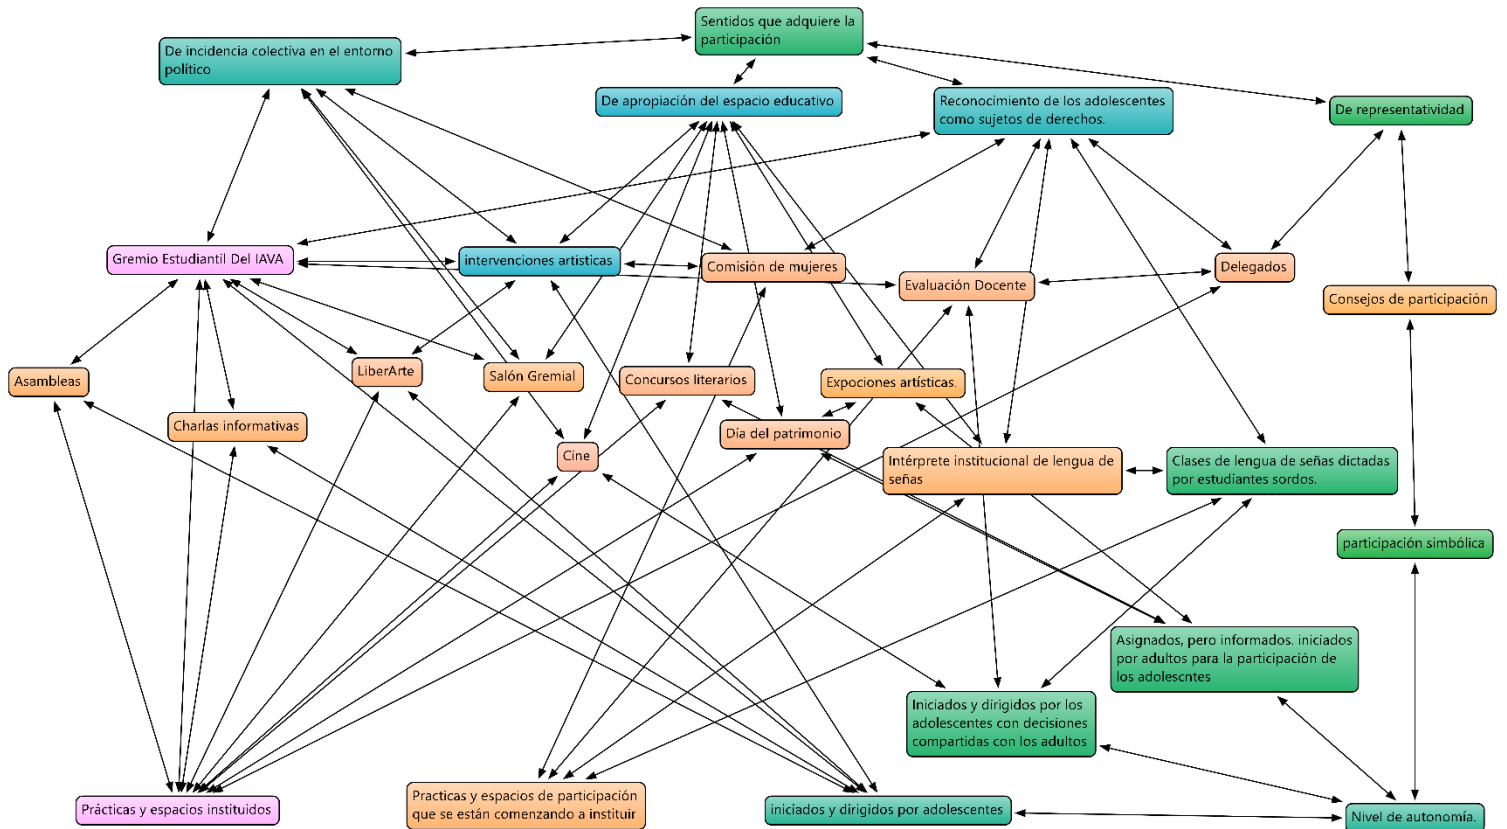 Sentidos que adquiere la
participación
De incidencia colectiva en el entorno
político
De apropiación del espacio educativo
Reconocimiento de los adolescentes
como sujetos de derechos.
De representatividad
Gremio Estudiantil Del IAVA
intervenciones artisticas
Comisión de mujeres
Evaluación Docente
Delegados
Consejos de participación
Asambleas
LiberArte
Salón Gremial
Concursos literarios
Expociones artísticas.
Charlas informativas
Cine
Dia del patrimonio
Intérprete institucional de lengua de
señas
Clases de lengua de señas dictadas
por estudiantes sordos.
participación simbólica
Asignados, pero informados. iniciados
por adultos para la participación de
los adolescntes
Iniciados y dirigidos por los
adolescentes con decisiones
compartidas con los adultos
Prácticas y espacios instituidos
Practicas y espacios de participación
que se están comenzando a instituir
iniciados y dirigidos por adolescentes
Nivel de autonomía.